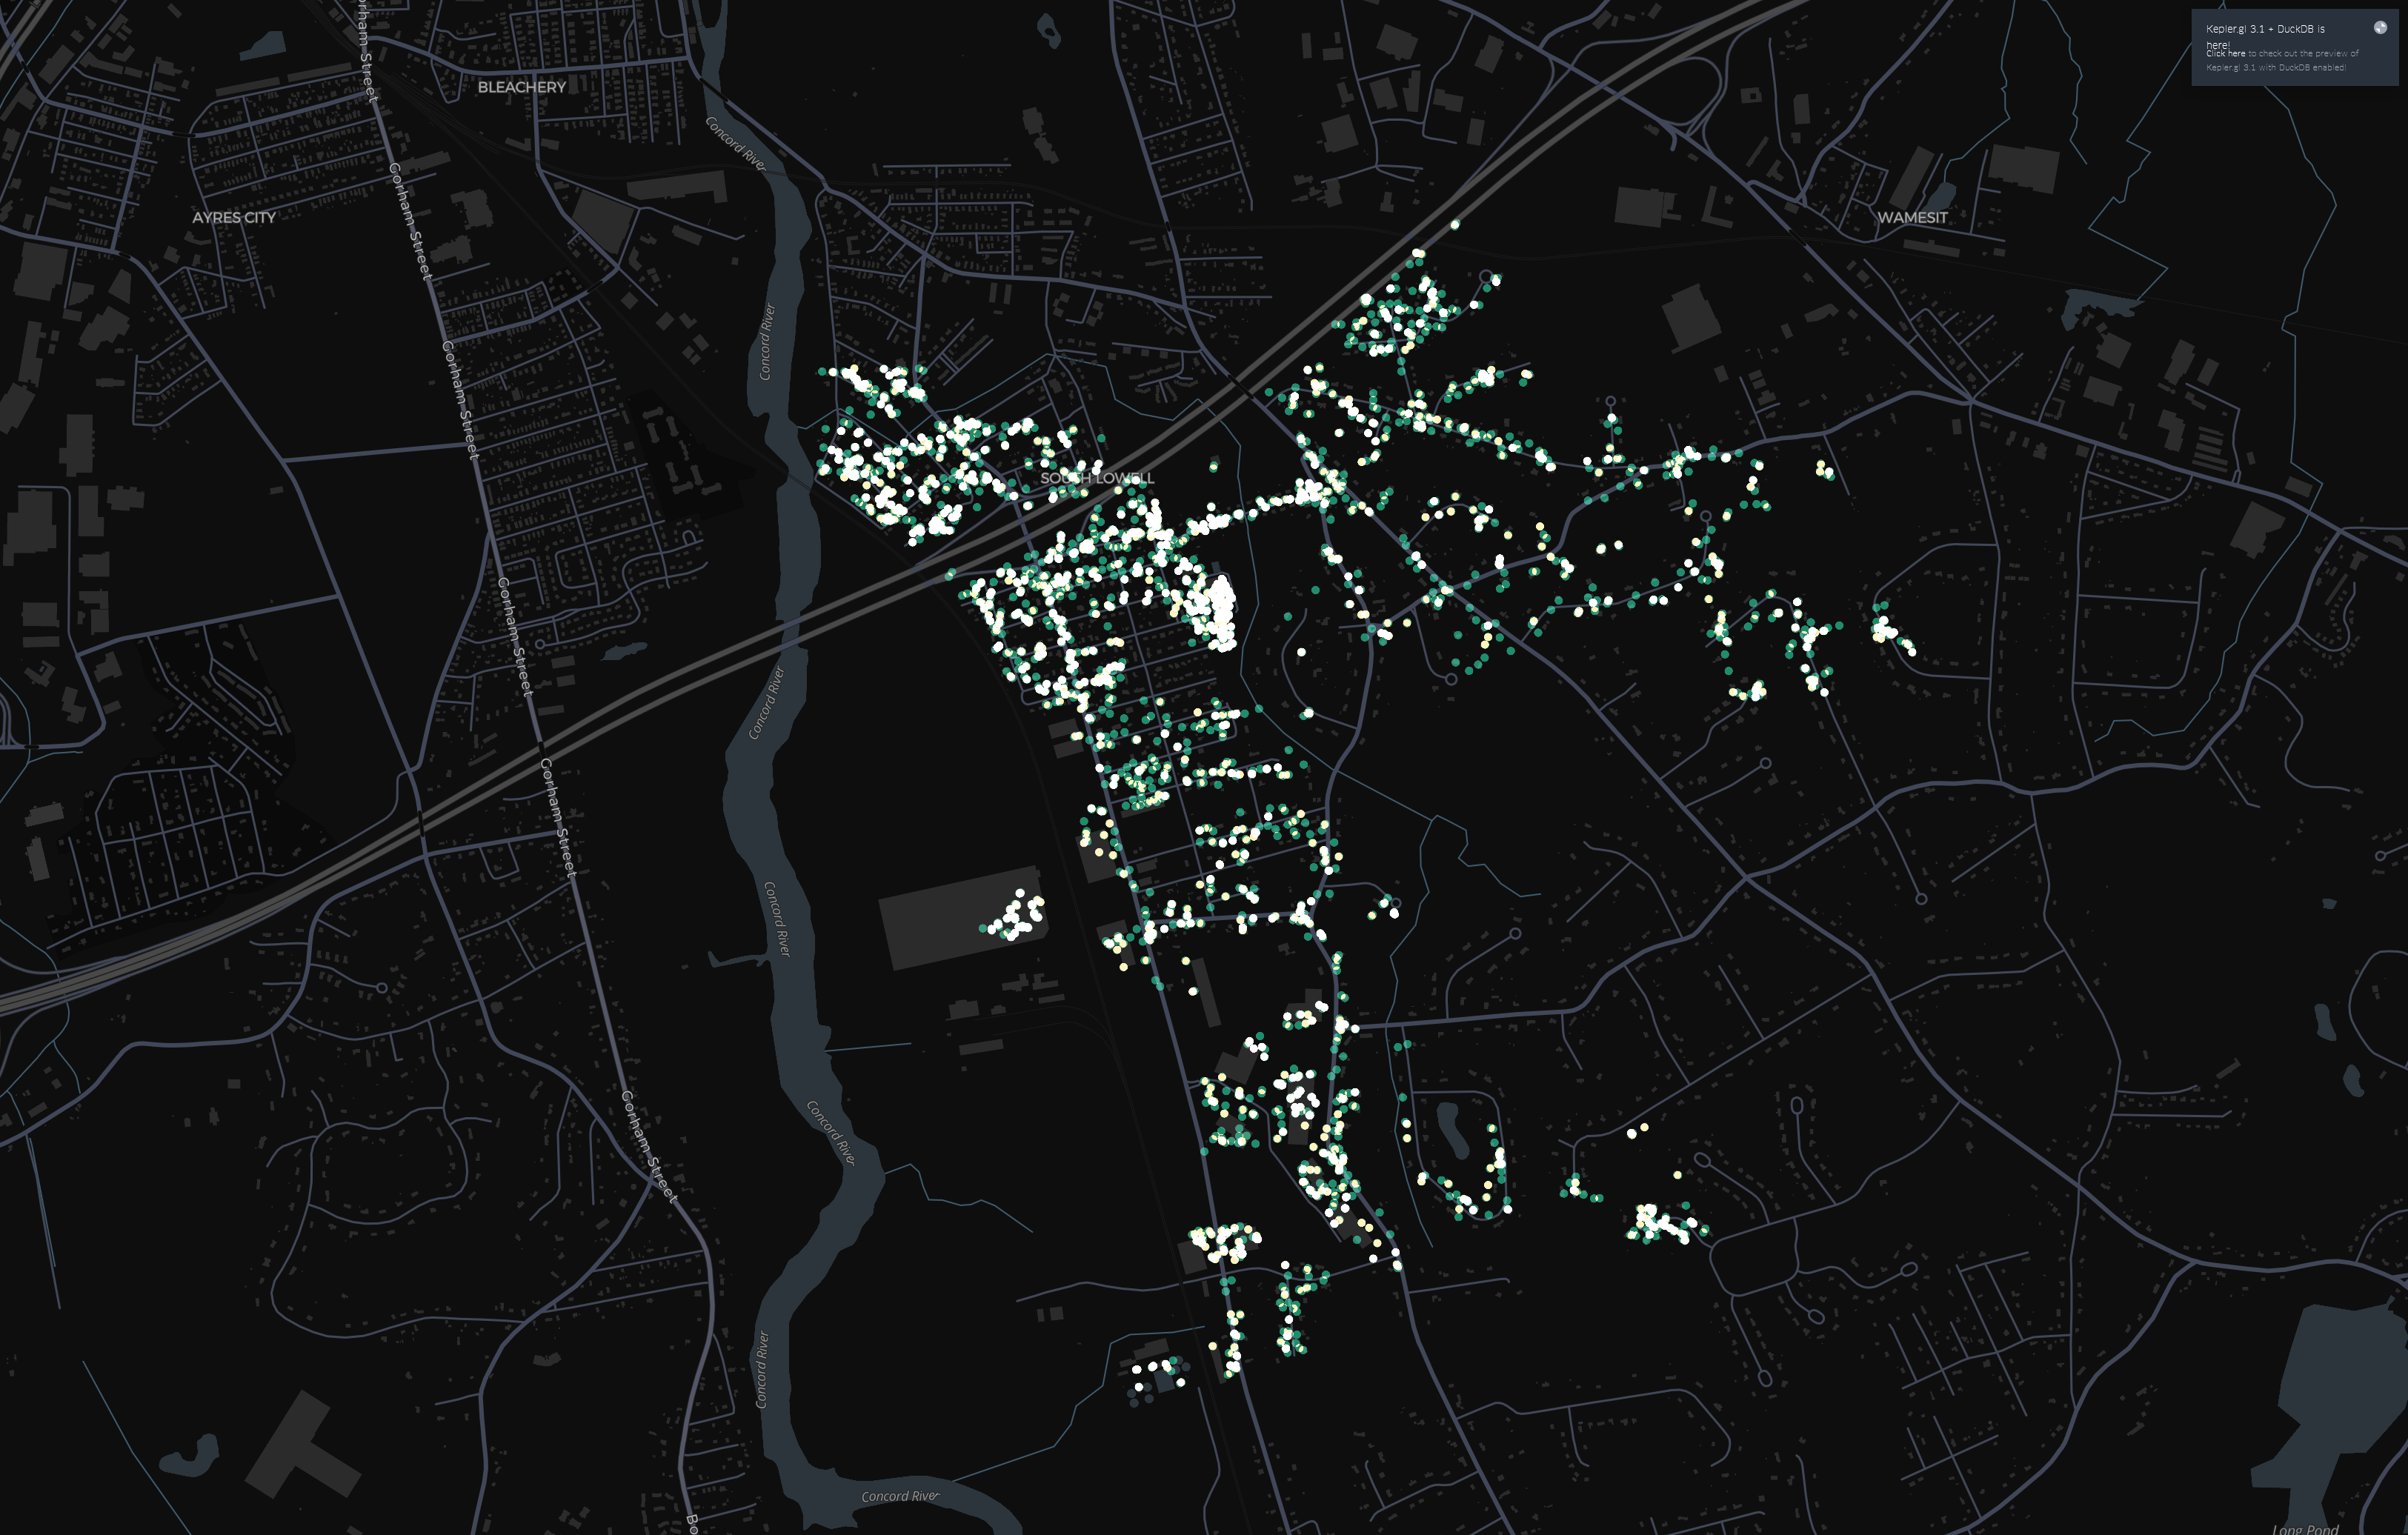 Kepler.gl 3.1 + DuckDB is
here!
Click here to check out the preview of
Kepler.gl 3.1 with DuckDB enabled!
Gorham Street
BLEACHERY
Concord River
AYRES CITY
WAMESIT
Gorham Street
Concord River
Gorham Street
SOUTH LOWELL
Gorham Street
Concord River
Gorham Street
Concord River
Gorham Street
Concord River
Concord River
Concord River
Long Pond